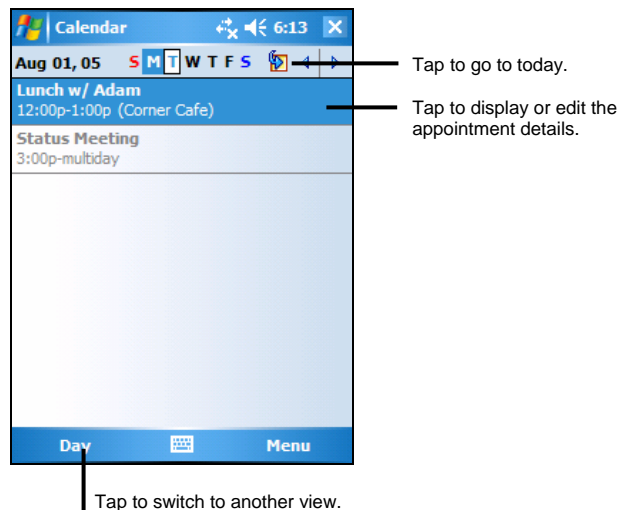 Calendar 6:13
Aug 01, 05 S M T W T F S
Tap to go to today.
Lunch w/ Adam
12:00p-1:00p (Corner Cafe)
Tap to display or edit the
appointment details.
Status Meeting
3:00p-multiday
Day Menu
Tap to switch to another view.